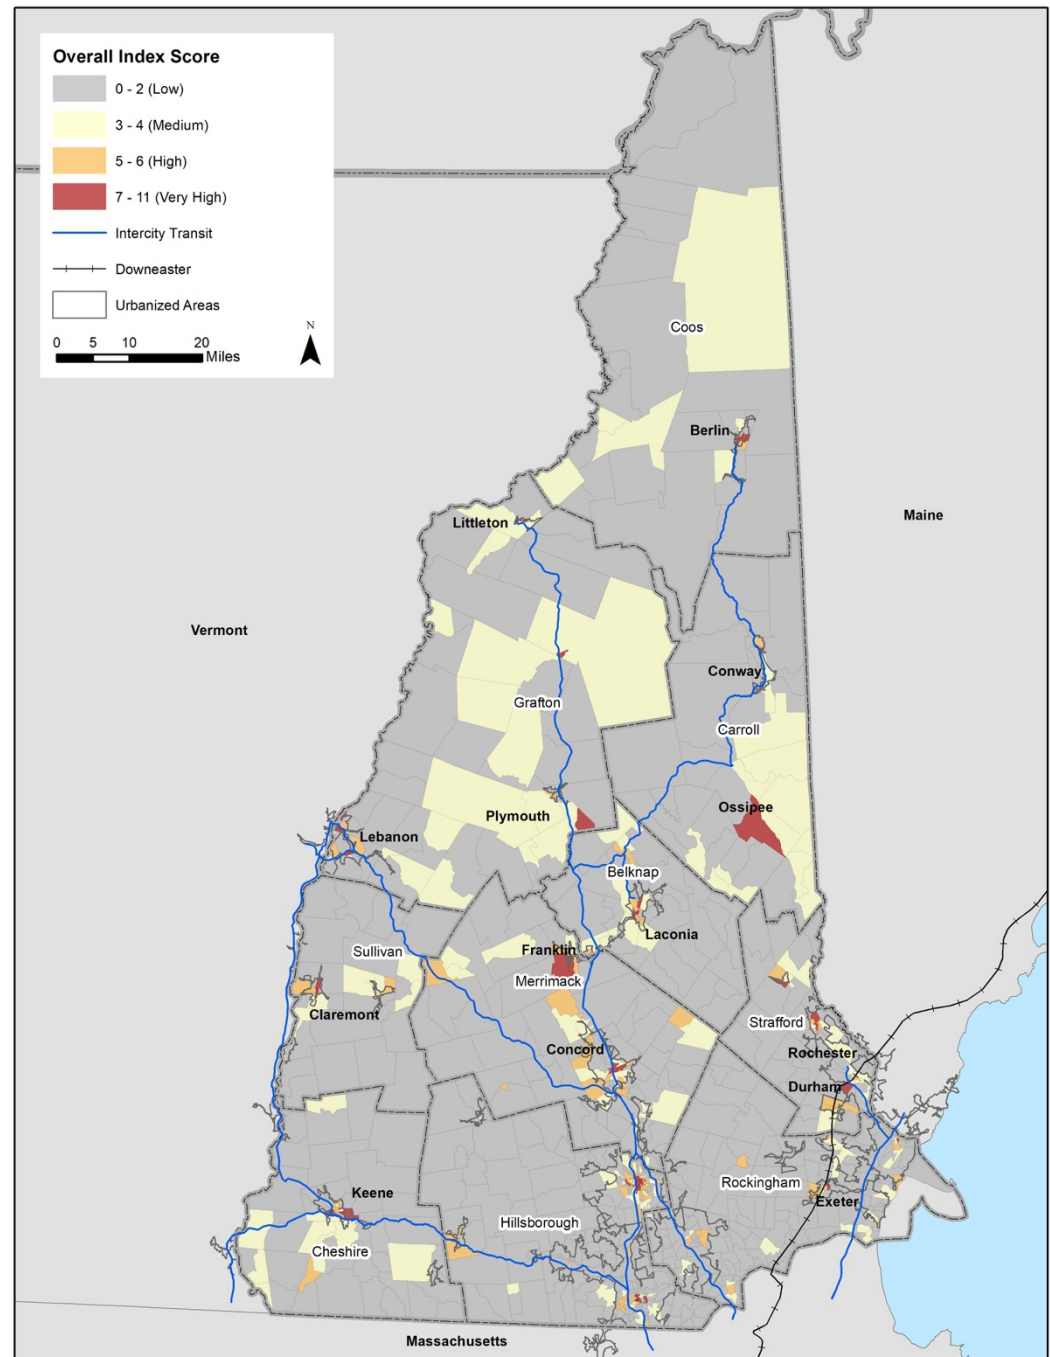 Overall Index Score
0 - 2 (Low)
3 - 4 (Medium)
5 - 6 (High)
7 - 11 (Very High)
Intercity Transit
Downeaster
Urbanized Areas
N
0 5 10 20
Miles
Coos
Berlin
Littleton
Maine
Vermont
Conway
Grafton
Carroll
Ossipee
Plymouth
Lebanon
Belknap
Laconia
Franklin
Sullivan
Merrimack
Claremont
Strafford
Concord
Rochester
Durham
Rockingham
Keene
Exeter
Hillsborough
Cheshire
Massachusetts